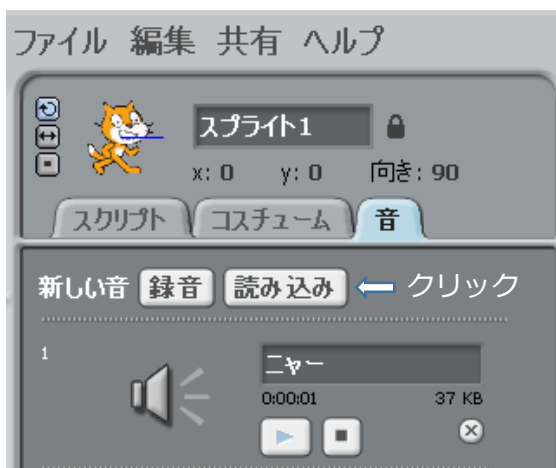 ファイル 編集 共有 ヘルプ
スプライト1
x: 0 y: 0 向き: 90
スクリプト コスチューム 音
新しい音 録音 読み込み クリック
1
ニャー
0:00:01 37 KB